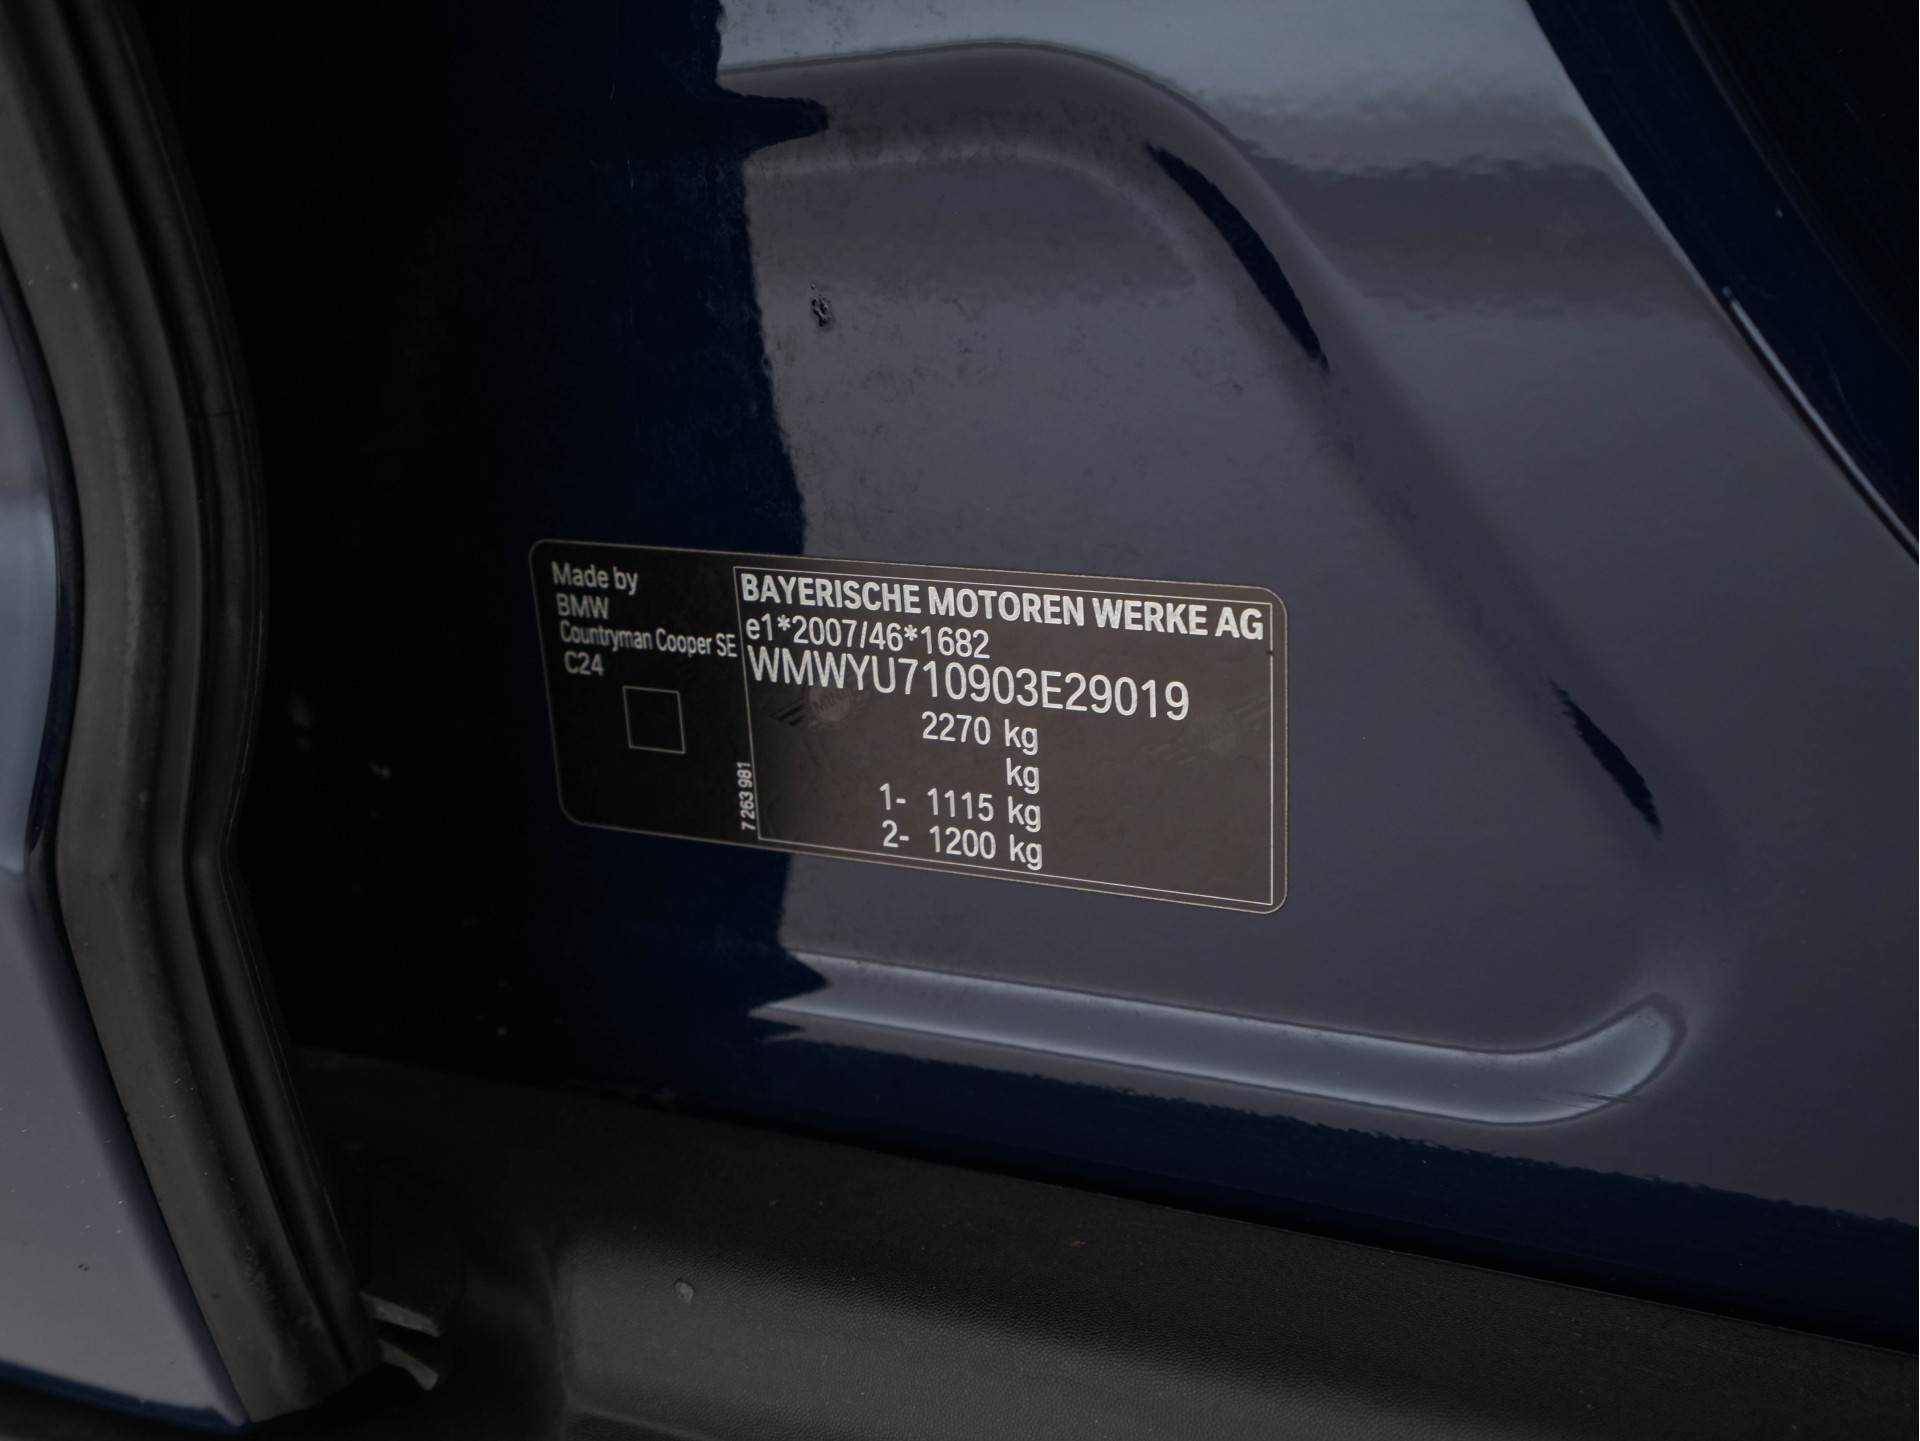 Made by
BMW
Countryman Cooper SE
C24
7 263 981
BAYERISCHE MOTOREN WERKE AG
e1*2007/46*1682
WMWYU710903E29019
2270 kg
kg
1- 1115 kg
2- 1200 kg
MINI